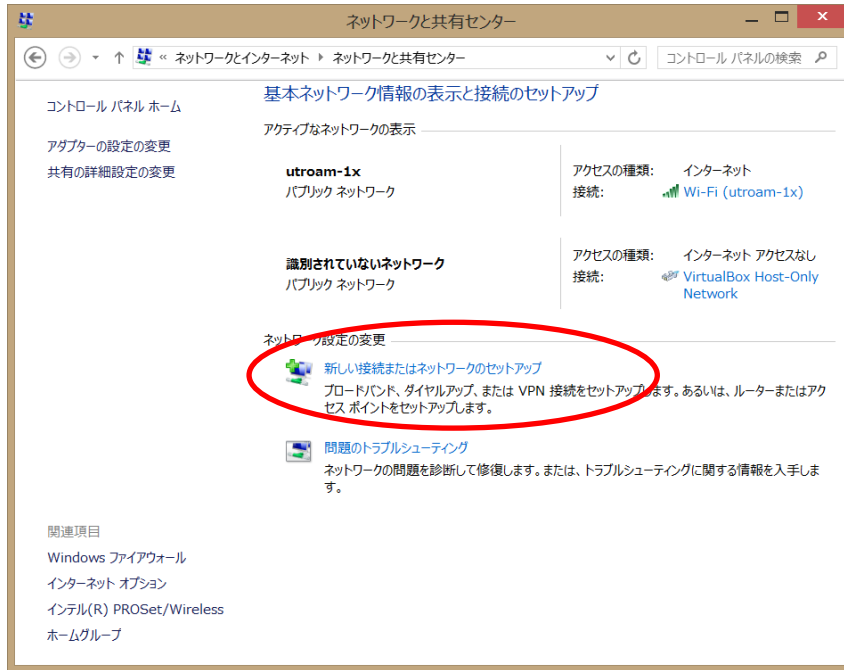 ネットワークと共有センター
« ネットワークとインターネット ▸ ネットワークと共有センター
コントロール パネルの検索
コントロール パネル ホーム
アダプターの設定の変更
共有の詳細設定の変更
基本ネットワーク情報の表示と接続のセットアップ
アクティブなネットワークの表示
utroam-1x
パブリック ネットワーク
アクセスの種類: インターネット
接続: Wi-Fi (utroam-1x)
識別されていないネットワーク
パブリック ネットワーク
アクセスの種類: インターネット アクセスなし
接続: VirtualBox Host-Only
Network
ネットワーク設定の変更
新しい接続またはネットワークのセットアップ
ブロードバンド、ダイヤルアップ、または VPN 接続をセットアップします。あるいは、ルーターまたはアク
セス ポイントをセットアップします。
問題のトラブルシューティング
ネットワークの問題を診断して修復します。または、トラブルシューティングに関する情報を入手しま
す。
関連項目
Windows ファイアウォール
インターネット オプション
インテル(R) PROSet/Wireless
ホームグループ